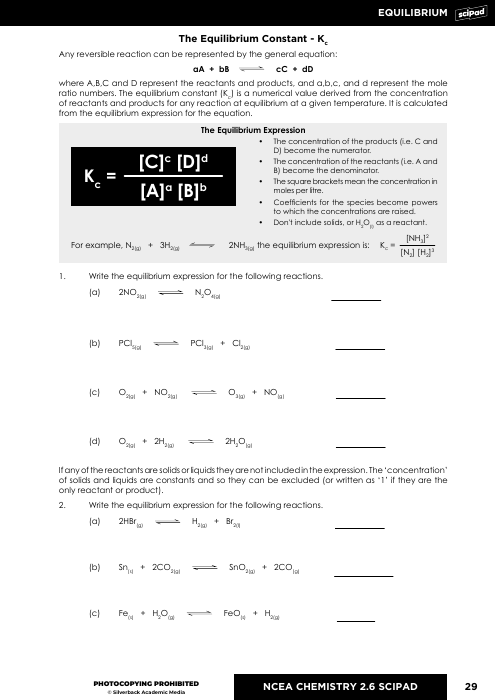 EQUILIBRIUM scipad
The Equilibrium Constant - Kc
Any reversible reaction can be represented by the general equation:
aA + bB ⇌ cC + dD
where A,B,C and D represent the reactants and products, and a,b,c, and d represent the mole
ratio numbers. The equilibrium constant (Kc) is a numerical value derived from the concentration
of reactants and products for any reaction at equilibrium at a given temperature. It is calculated
from the equilibrium expression for the equation.
The Equilibrium Expression
Kc = [C]^c [D]^d / [A]^a [B]^b
• The concentration of the products (i.e. C and
D) become the numerator.
• The concentration of the reactants (i.e. A and
B) become the denominator.
• The square brackets mean the concentration in
moles per litre.
• Coefficients for the species become powers
to which the concentrations are raised.
• Don't include solids, or H2O(l) as a reactant.
For example, N2(g) + 3H2(g) ⇌ 2NH3(g) the equilibrium expression is: Kc = [NH3]^2 / [N2] [H2]^3
1. Write the equilibrium expression for the following reactions.
(a) 2NO2(g) ⇌ N2O4(g)
(b) PCl5(g) ⇌ PCl3(g) + Cl2(g)
(c) O3(g) + NO2(g) ⇌ O2(g) + NO(g)
(d) O2(g) + 2H2(g) ⇌ 2H2O(g)
If any of the reactants are solids or liquids they are not included in the expression. The 'concentration'
of solids and liquids are constants and so they can be excluded (or written as '1' if they are the
only reactant or product).
2. Write the equilibrium expression for the following reactions.
(a) 2HBr(g) ⇌ H2(g) + Br2(l)
(b) Sn(s) + 2CO2(g) ⇌ SnO2(g) + 2CO(g)
(c) Fe(s) + H2O(g) ⇌ FeO(s) + H2(g)
PHOTOCOPYING PROHIBITED
© Silverback Academic Media
NCEA CHEMISTRY 2.6 SCIPAD
29